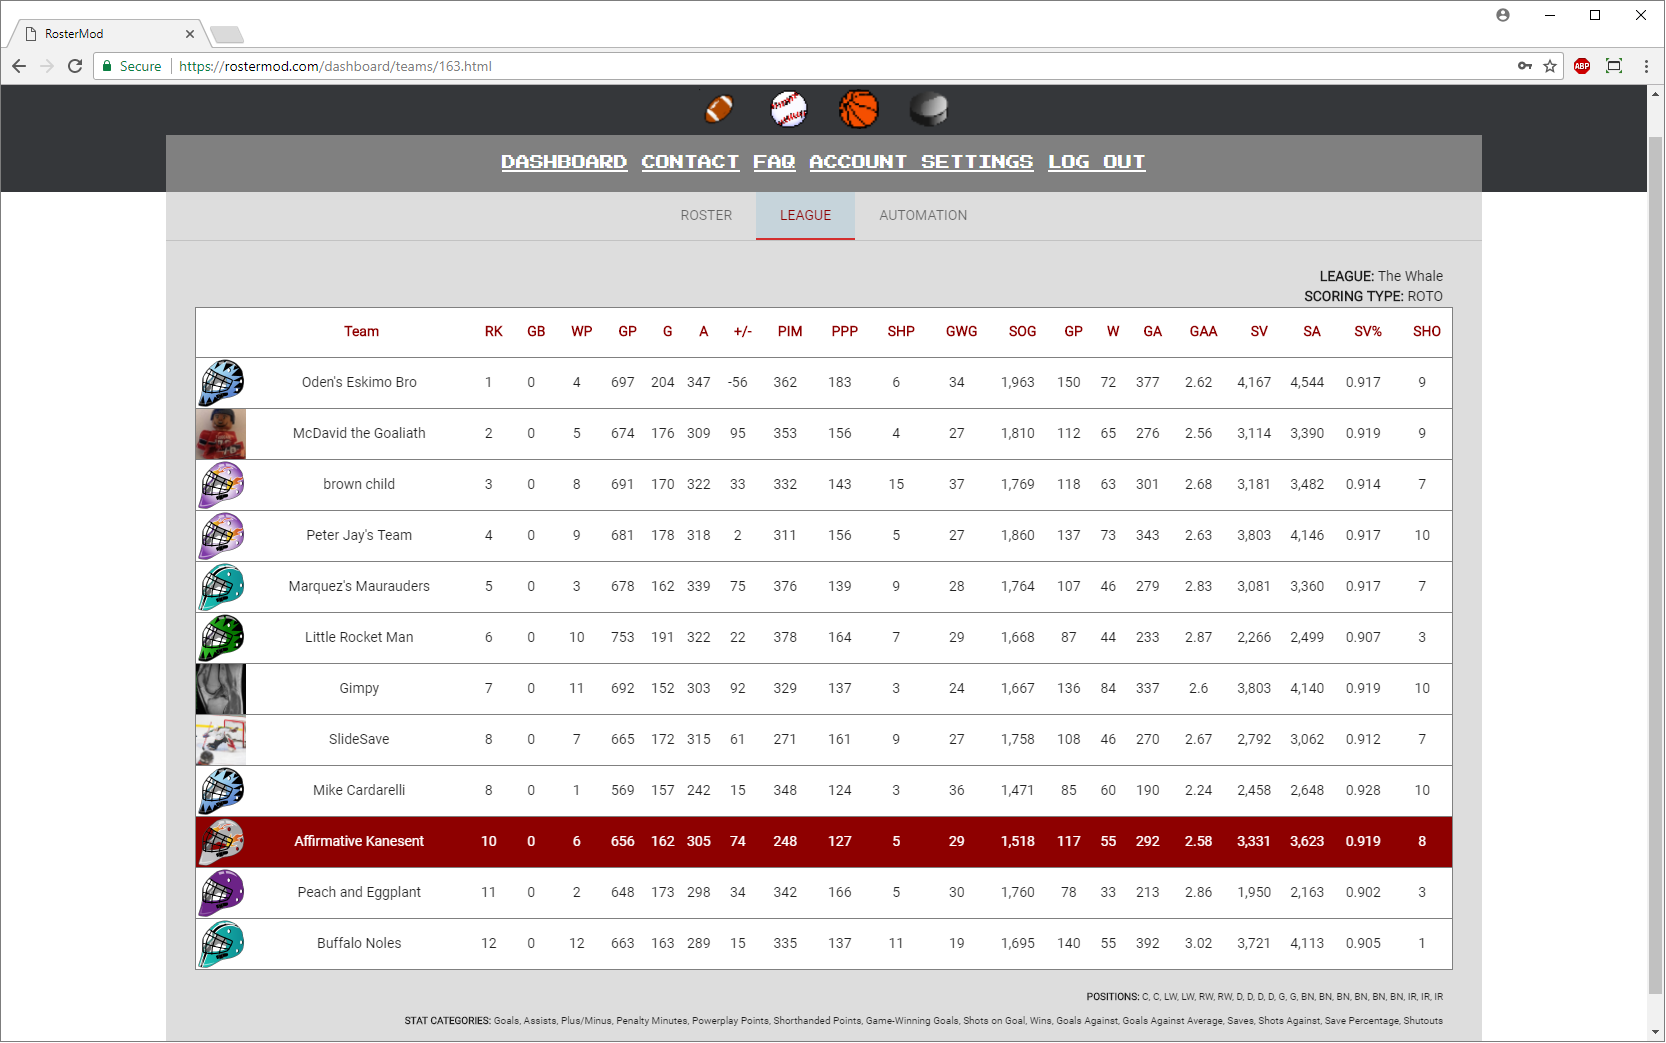 RosterMod
Secure https://rostermod.com/dashboard/teams/163.html ABP
DASHBOARD CONTACT FAQ ACCOUNT SETTINGS LOG OUT
ROSTER LEAGUE AUTOMATION
LEAGUE: The Whale
SCORING TYPE: ROTO
Team RK GB WP GP G A +/- PIM PPP SHP GWG SOG GP W GA GAA SV SA SV% SHO
Oden's Eskimo Bro 1 0 4 697 204 347 -56 362 183 6 34 1,963 150 72 377 2.62 4,167 4,544 0.917 9
McDavid the Goaliath 2 0 5 674 176 309 95 353 156 4 27 1,810 112 65 276 2.56 3,114 3,390 0.919 9
brown child 3 0 8 691 170 322 33 332 143 15 37 1,769 118 63 301 2.68 3,181 3,482 0.914 7
Peter Jay's Team 4 0 9 681 178 318 2 311 156 5 27 1,860 137 73 343 2.63 3,803 4,146 0.917 10
Marquez's Maurauders 5 0 3 678 162 339 75 376 139 9 28 1,764 107 46 279 2.83 3,081 3,360 0.917 7
Little Rocket Man 6 0 10 753 191 322 22 378 164 7 29 1,668 87 44 233 2.87 2,266 2,499 0.907 3
Gimpy 7 0 11 692 152 303 92 329 137 3 24 1,667 136 84 337 2.6 3,803 4,140 0.919 10
SlideSave 8 0 7 665 172 315 61 271 161 9 27 1,758 108 46 270 2.67 2,792 3,062 0.912 7
Mike Cardarelli 8 0 1 569 157 242 15 348 124 3 36 1,471 85 60 190 2.24 2,458 2,648 0.928 10
Affirmative Kanesent 10 0 6 656 162 305 74 248 127 5 29 1,518 117 55 292 2.58 3,331 3,623 0.919 8
Peach and Eggplant 11 0 2 648 173 298 34 342 166 5 30 1,760 78 33 213 2.86 1,950 2,163 0.902 3
Buffalo Noles 12 0 12 663 163 289 15 335 137 11 19 1,695 140 55 392 3.02 3,721 4,113 0.905 1
POSITIONS: C, C, LW, LW, RW, RW, D, D, D, D, G, G, BN, BN, BN, BN, BN, BN, IR, IR, IR
STAT CATEGORIES: Goals, Assists, Plus/Minus, Penalty Minutes, Powerplay Points, Shorthanded Points, Game-Winning Goals, Shots on Goal, Wins, Goals Against, Goals Against Average, Saves, Shots Against, Save Percentage, Shutouts